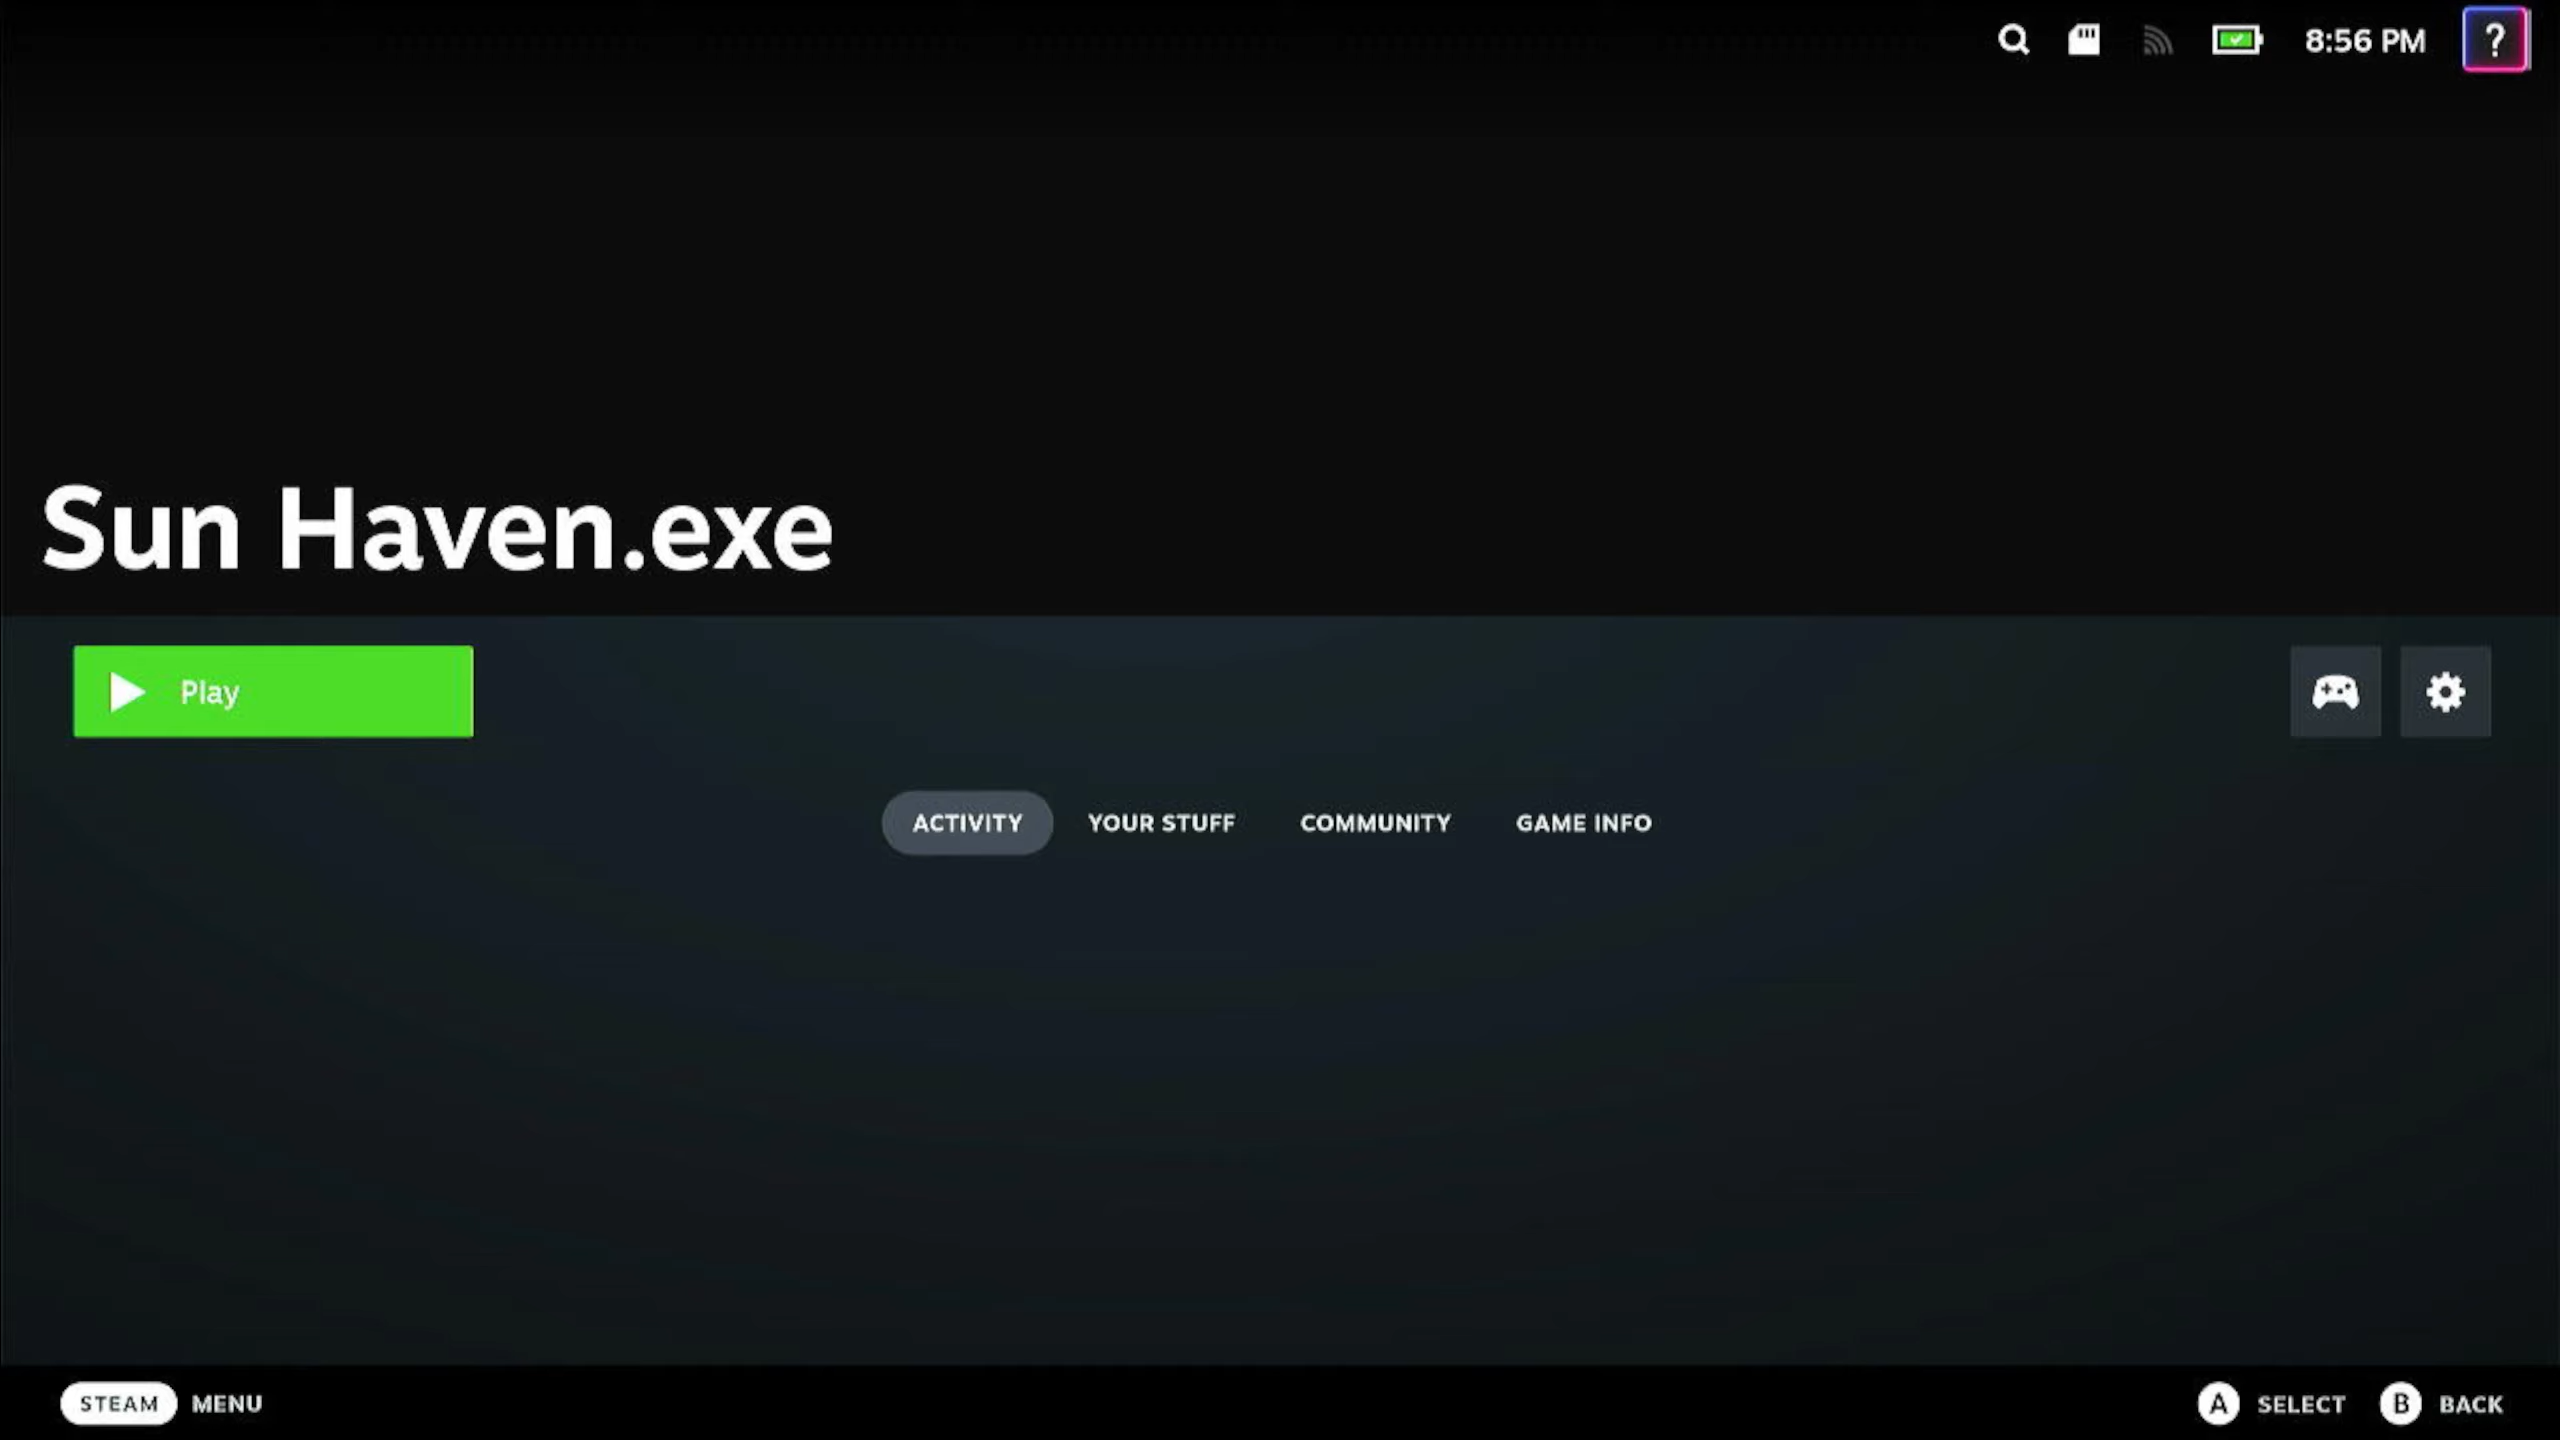 8:56 PM ?
Sun Haven.exe
Play
ACTIVITY YOUR STUFF COMMUNITY GAME INFO
STEAM MENU A SELECT B BACK